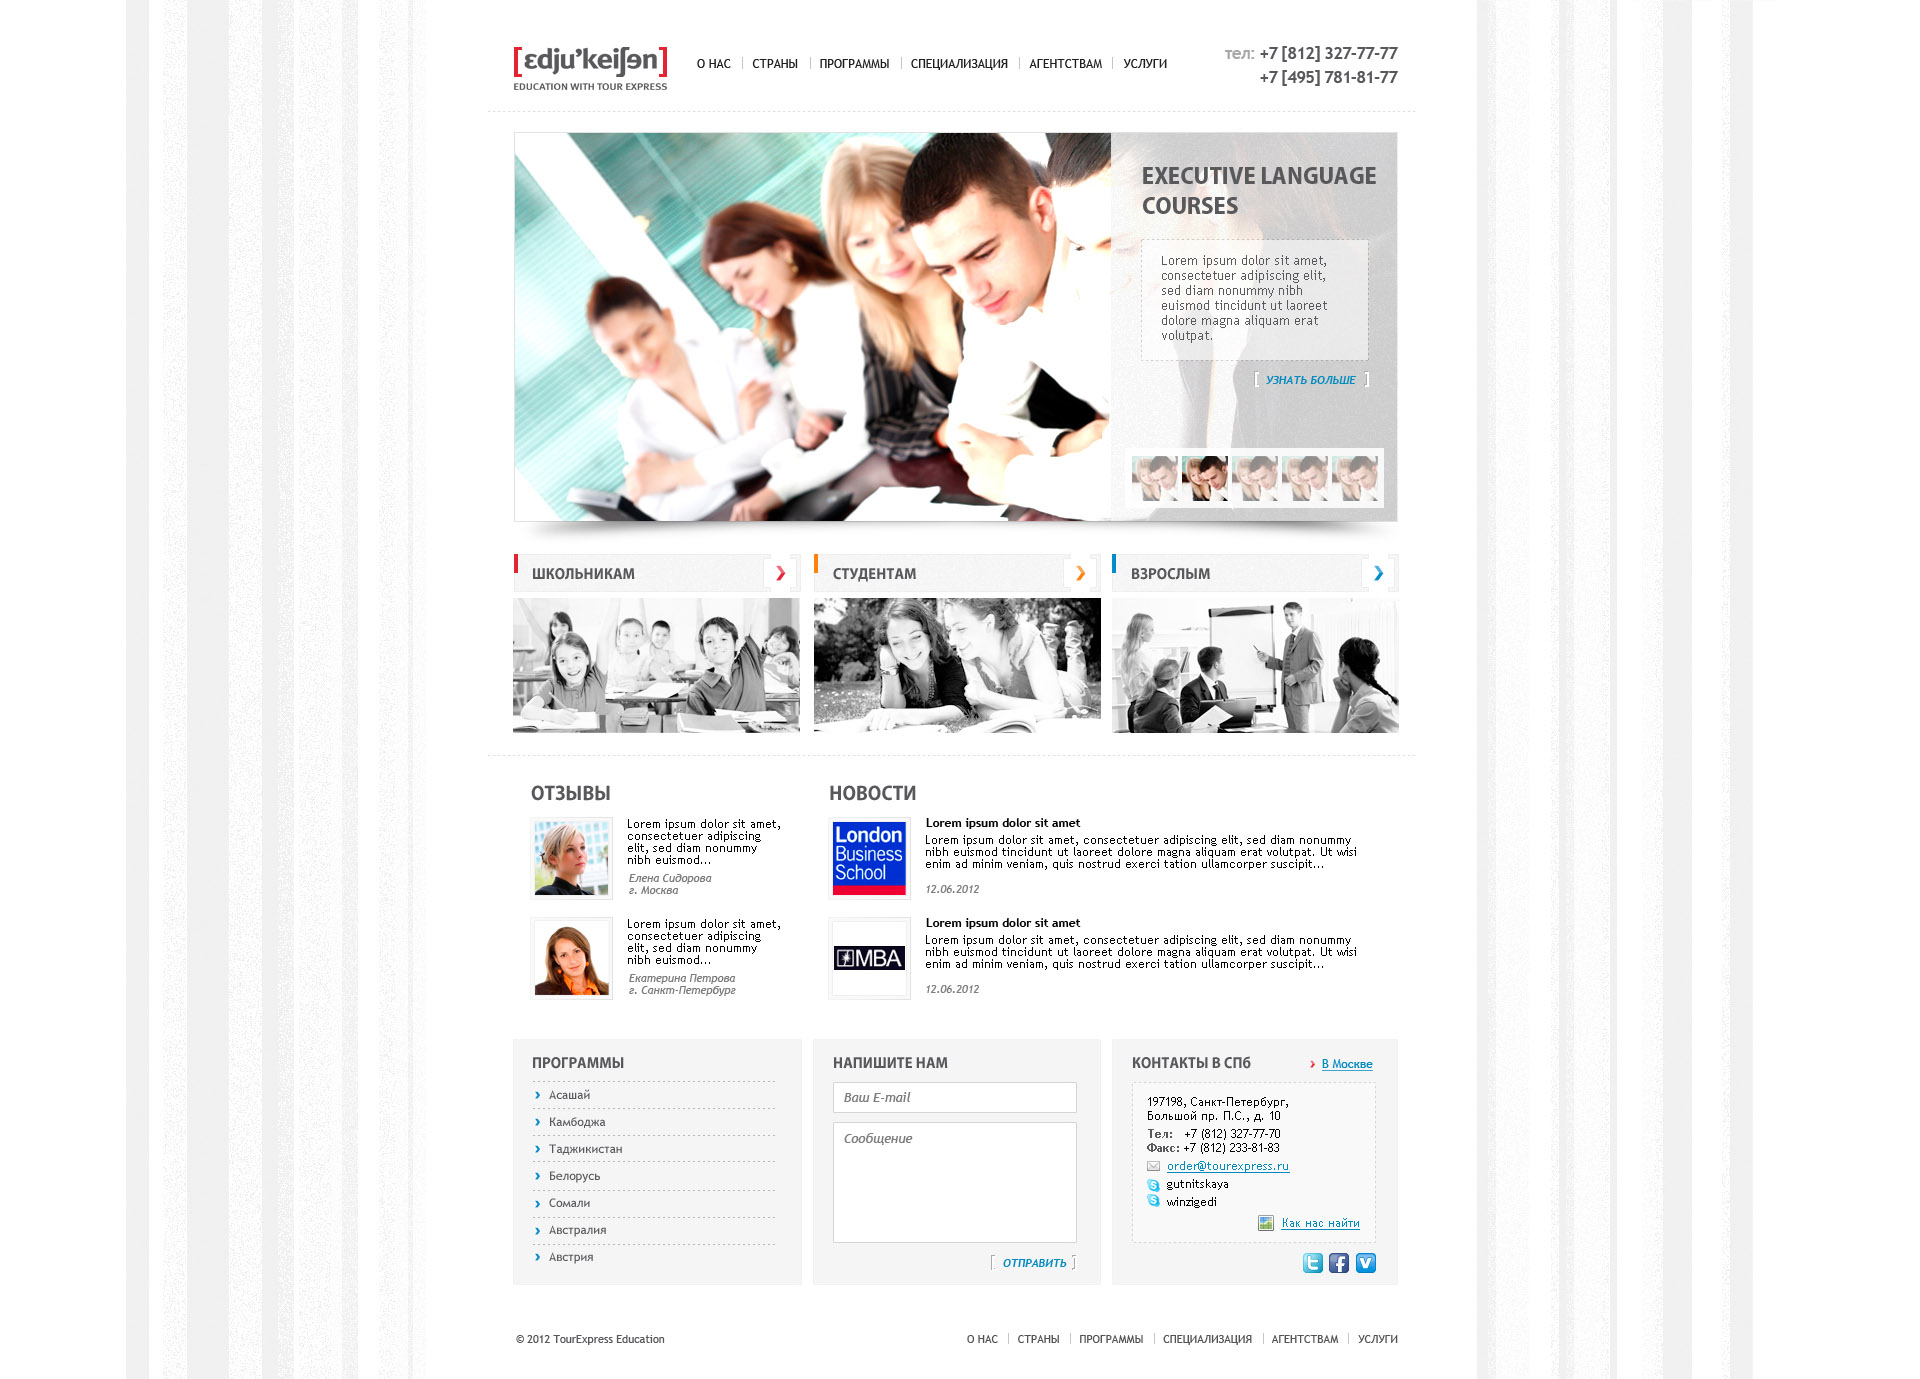 [ɛdju’keiʃɘn]
EDUCATION WITH TOUR EXPRESS
О НАС
СТРАНЫ
ПРОГРАММЫ
СПЕЦИАЛИЗАЦИЯ
АГЕНТСТВАМ
УСЛУГИ
тел: +7 [812] 327-77-77
+7 [495] 781-81-77
EXECUTIVE LANGUAGE
COURSES
Lorem ipsum dolor sit amet,
consectetuer adipiscing elit,
sed diam nonummy nibh
euismod tincidunt ut laoreet
dolore magna aliquam erat
volutpat.
[ УЗНАТЬ БОЛЬШЕ ]
ШКОЛЬНИКАМ
СТУДЕНТАМ
ВЗРОСЛЫМ
ОТЗЫВЫ
Lorem ipsum dolor sit amet,
consectetuer adipiscing
elit, sed diam nonummy
nibh euismod...
Елена Сидорова
г. Москва
Lorem ipsum dolor sit amet,
consectetuer adipiscing
elit, sed diam nonummy
nibh euismod...
Екатерина Петрова
г. Санкт-Петербург
НОВОСТИ
London
Business
School
Lorem ipsum dolor sit amet
Lorem ipsum dolor sit amet, consectetuer adipiscing elit, sed diam nonummy
nibh euismod tincidunt ut laoreet dolore magna aliquam erat volutpat. Ut wisi
enim ad minim veniam, quis nostrud exerci tation ullamcorper suscipit...
12.06.2012
MBA
Lorem ipsum dolor sit amet
Lorem ipsum dolor sit amet, consectetuer adipiscing elit, sed diam nonummy
nibh euismod tincidunt ut laoreet dolore magna aliquam erat volutpat. Ut wisi
enim ad minim veniam, quis nostrud exerci tation ullamcorper suscipit...
12.06.2012
ПРОГРАММЫ
Асашай
Камбоджа
Таджикистан
Белорусь
Сомали
Австралия
Австрия
НАПИШИТЕ НАМ
Ваш E-mail
Сообщение
[ ОТПРАВИТЬ ]
КОНТАКТЫ В СПб
В Москве
197198, Санкт-Петербург,
Большой пр. П.С., д. 10
Тел: +7 (812) 327-77-70
Факс: +7 (812) 233-81-83
order@tourexpress.ru
gutnitskaya
winzigedi
Как нас найти
© 2012 TourExpress Education
О НАС
СТРАНЫ
ПРОГРАММЫ
СПЕЦИАЛИЗАЦИЯ
АГЕНТСТВАМ
УСЛУГИ